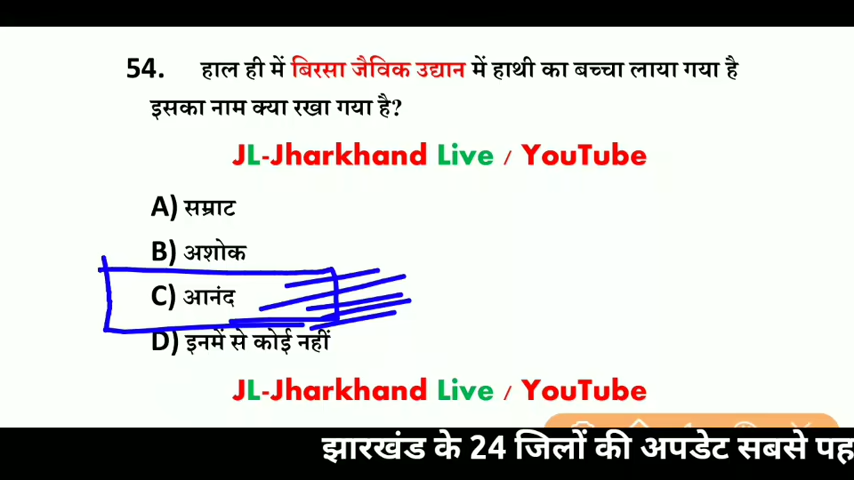 54. हाल ही में बिरसा जैविक उद्यान में हाथी का बच्चा लाया गया है
इसका नाम क्या रखा गया है?
JL-Jharkhand Live / YouTube
A) सम्राट
B) अशोक
C) आनंद
D) इनमें से कोई नहीं
JL-Jharkhand Live / YouTube
झारखंड के 24 जिलों की अपडेट सबसे पह